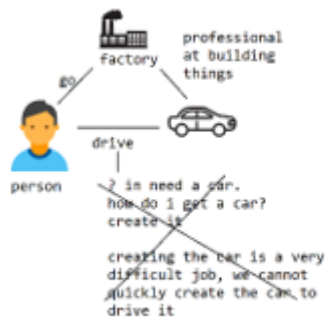 factory
professional
at building
things
go
drive
person
? in need a car.
how do i get a car?
create it
creating the car is a very
difficult job, we cannot
quickly create the car to
drive it